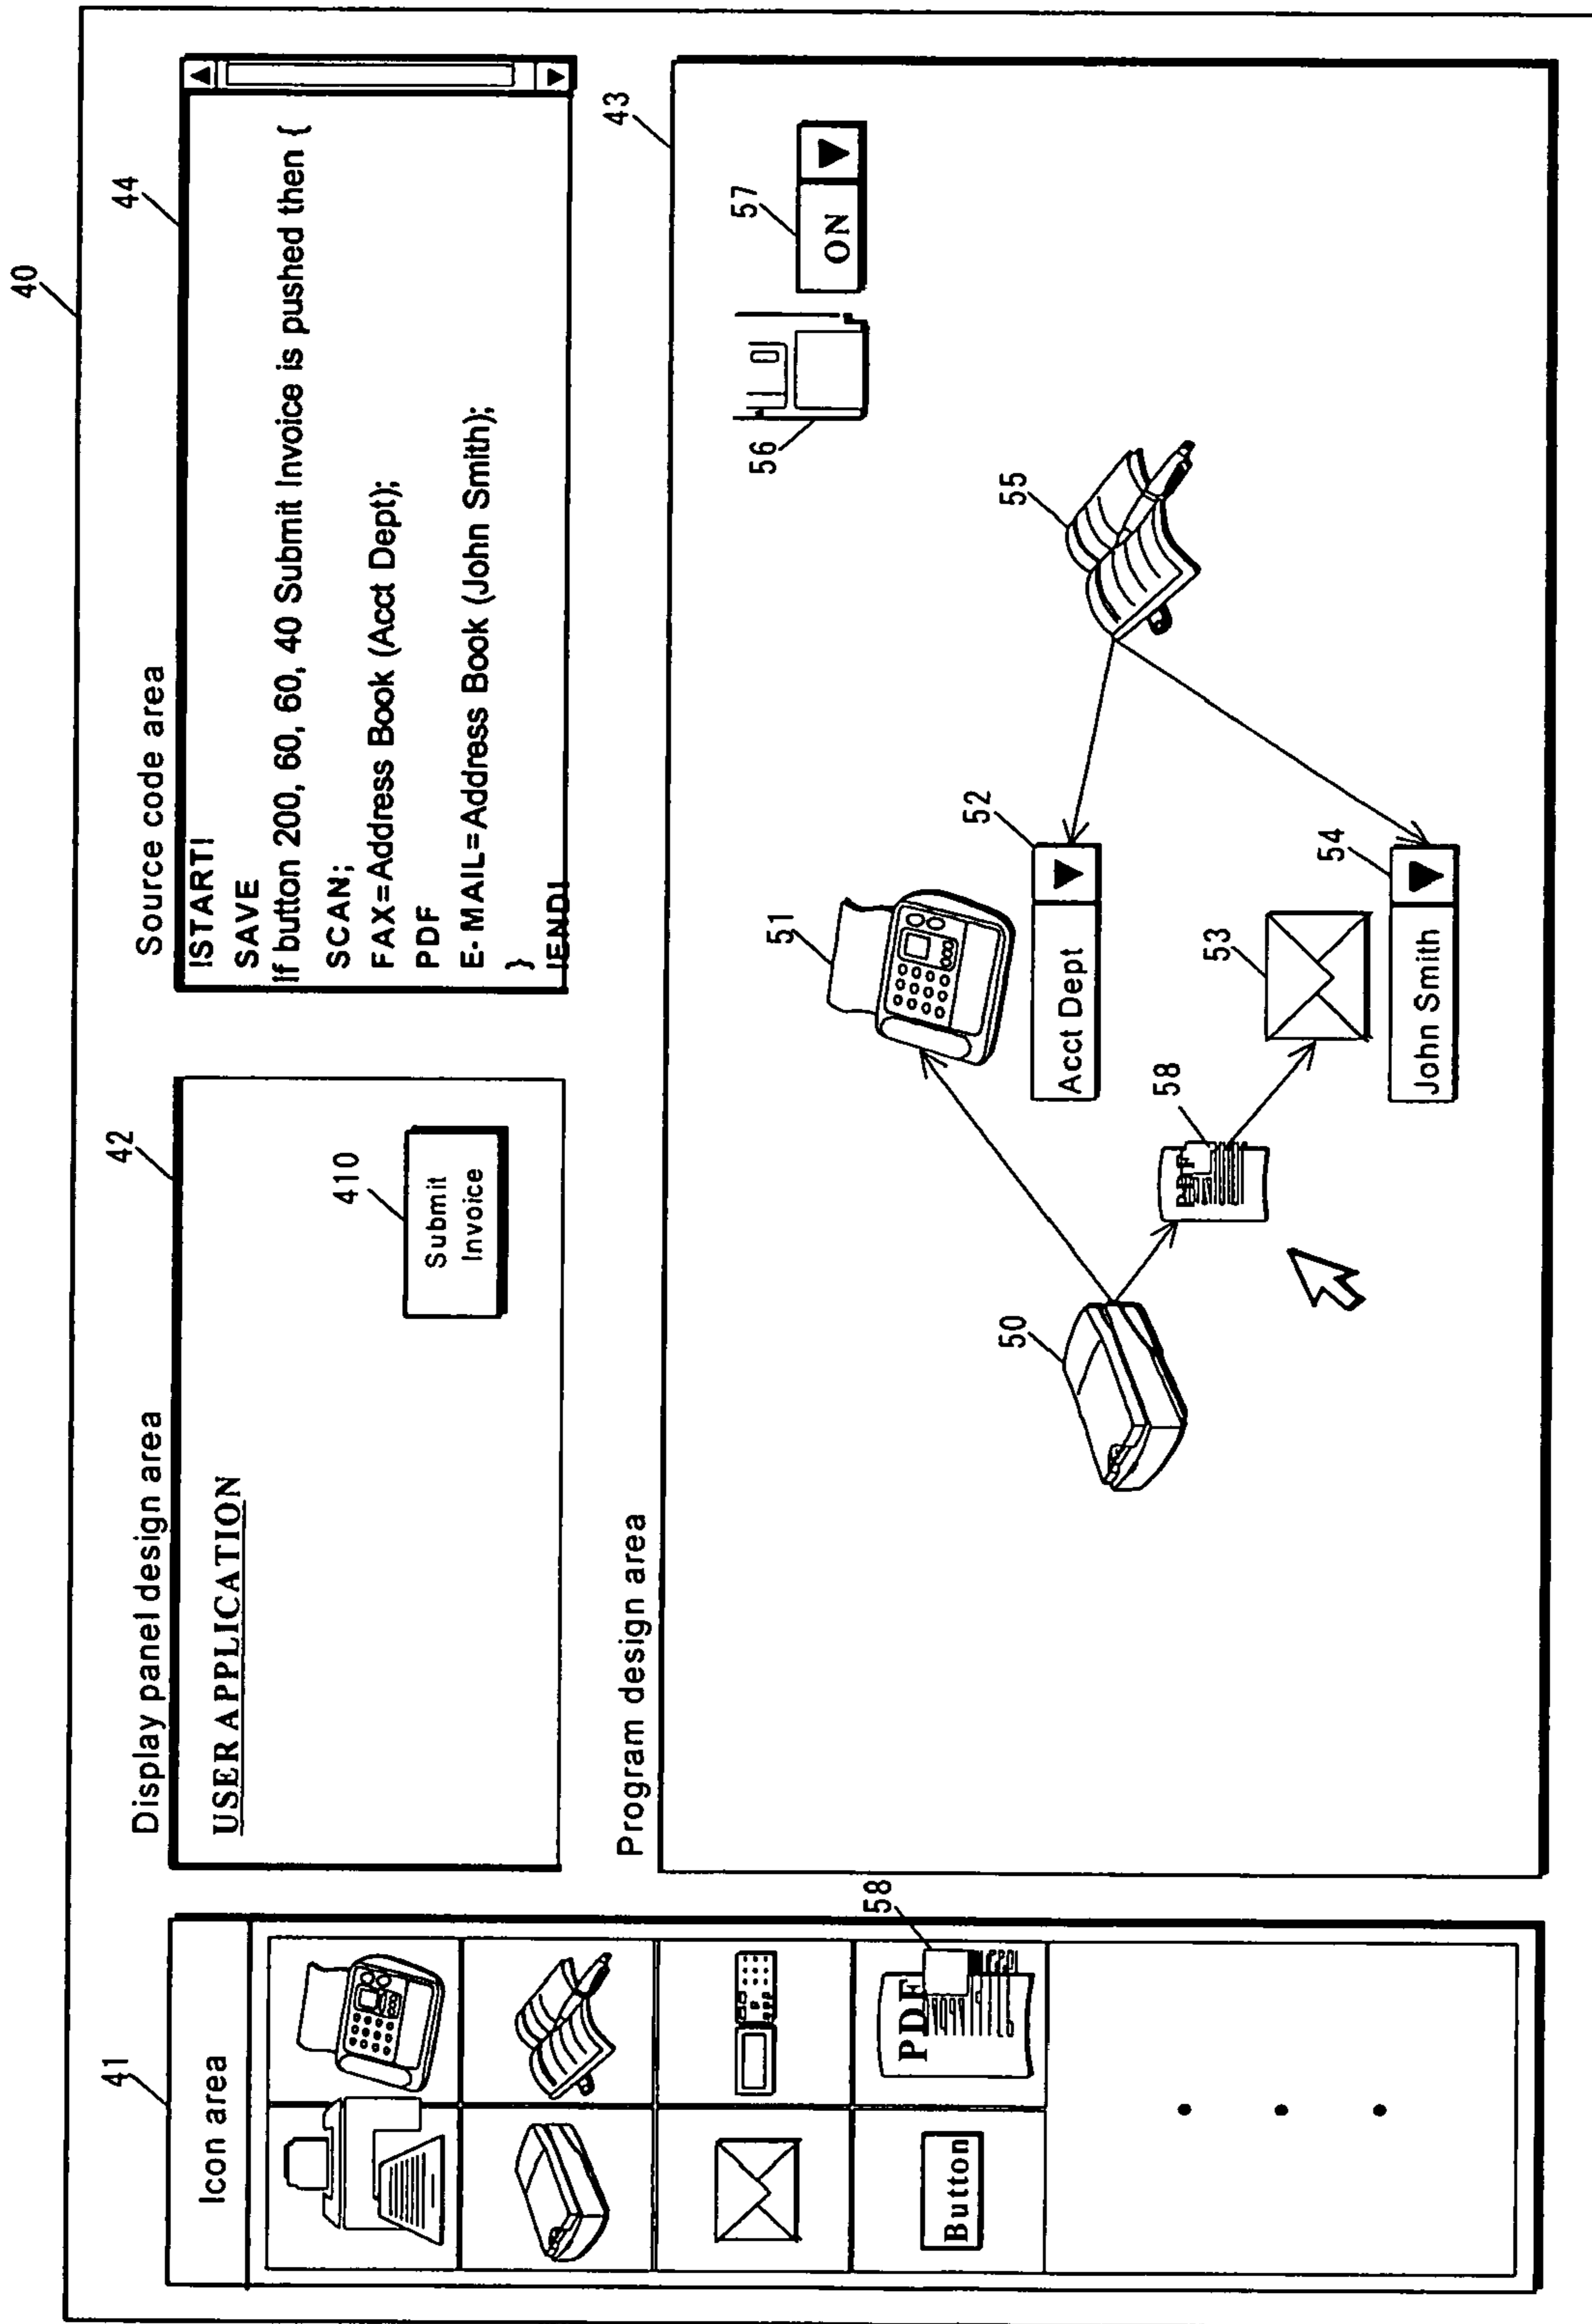 40
41
Icon area
Button
PDF
58
Display panel design area
42
USER APPLICATION
410
Submit
Invoice
Source code area
44
!START!
SAVE
If button 200, 60, 60, 40 Submit Invoice is pushed then {
SCAN;
FAX=Address Book (Acct Dept);
PDF
E-MAIL=Address Book (John Smith);
}
!END!
Program design area
43
56
57
ON
51
52
Acct Dept
55
50
58
PDF
53
54
John Smith